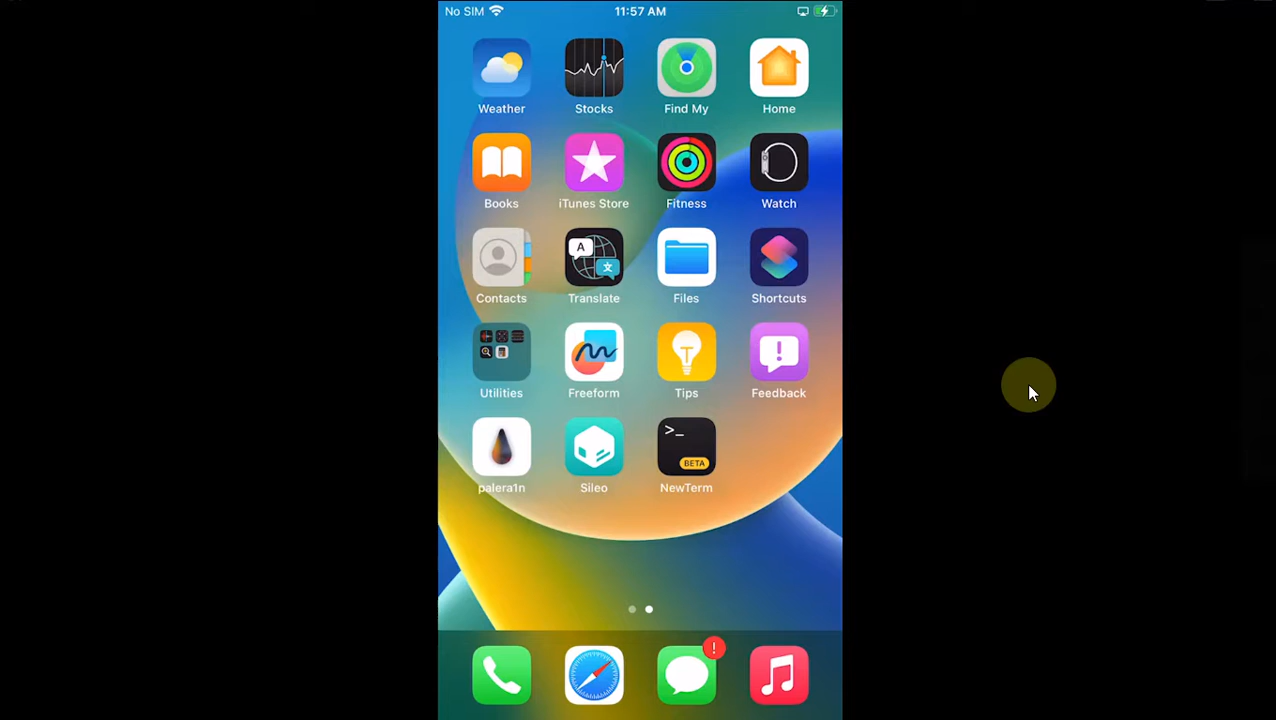 No SIM 11:57 AM
Weather Stocks Find My Home
Books iTunes Store Fitness Watch
A 文
Contacts Translate Files Shortcuts
T !
Utilities Freeform Tips Feedback
>_
BETA
palera1n Sileo NewTerm
!